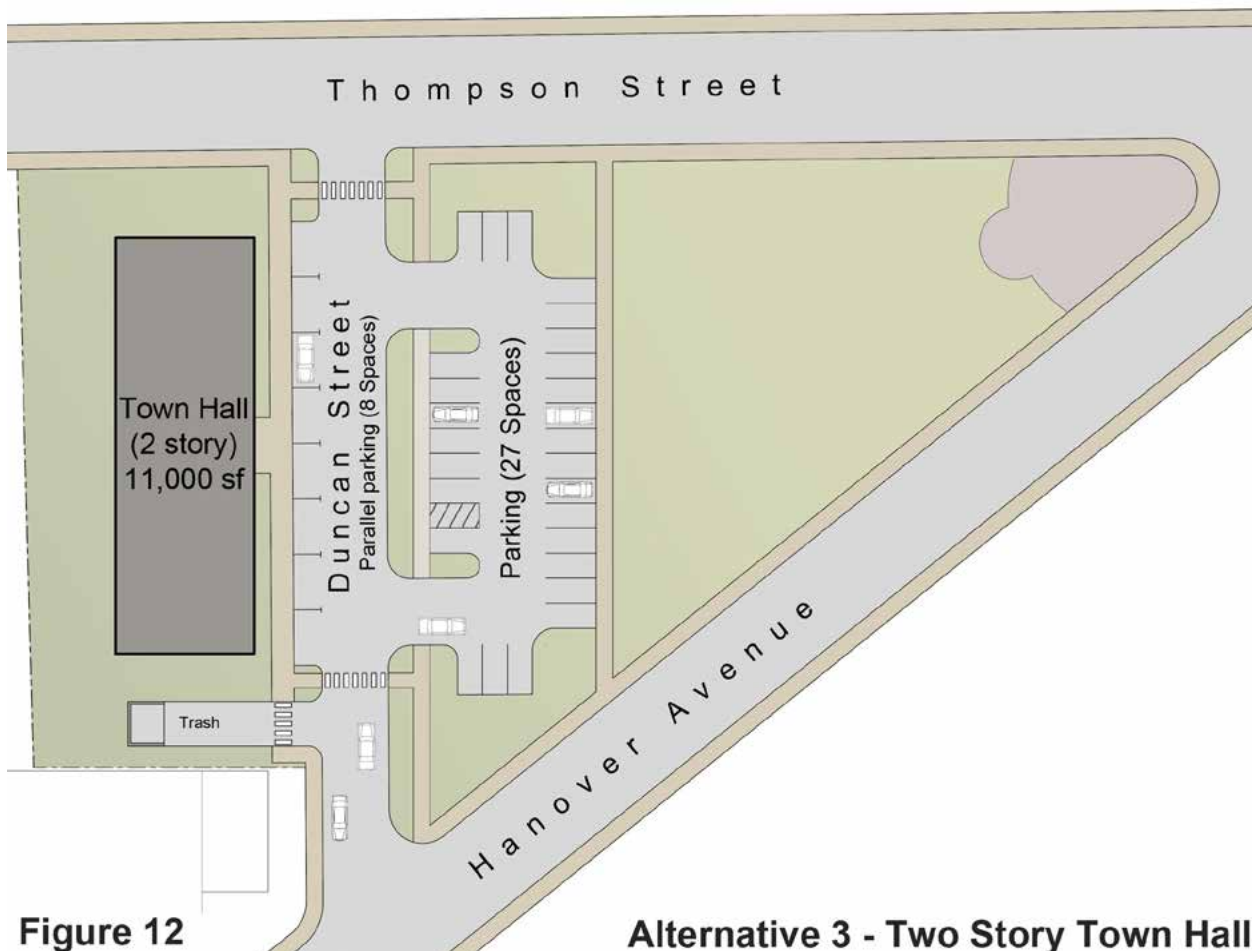 Thompson Street
Town Hall
(2 story)
11,000 sf
Duncan Street
Parallel parking (8 Spaces)
Parking (27 Spaces)
Trash
Hanover Avenue
Figure 12
Alternative 3 - Two Story Town Hall